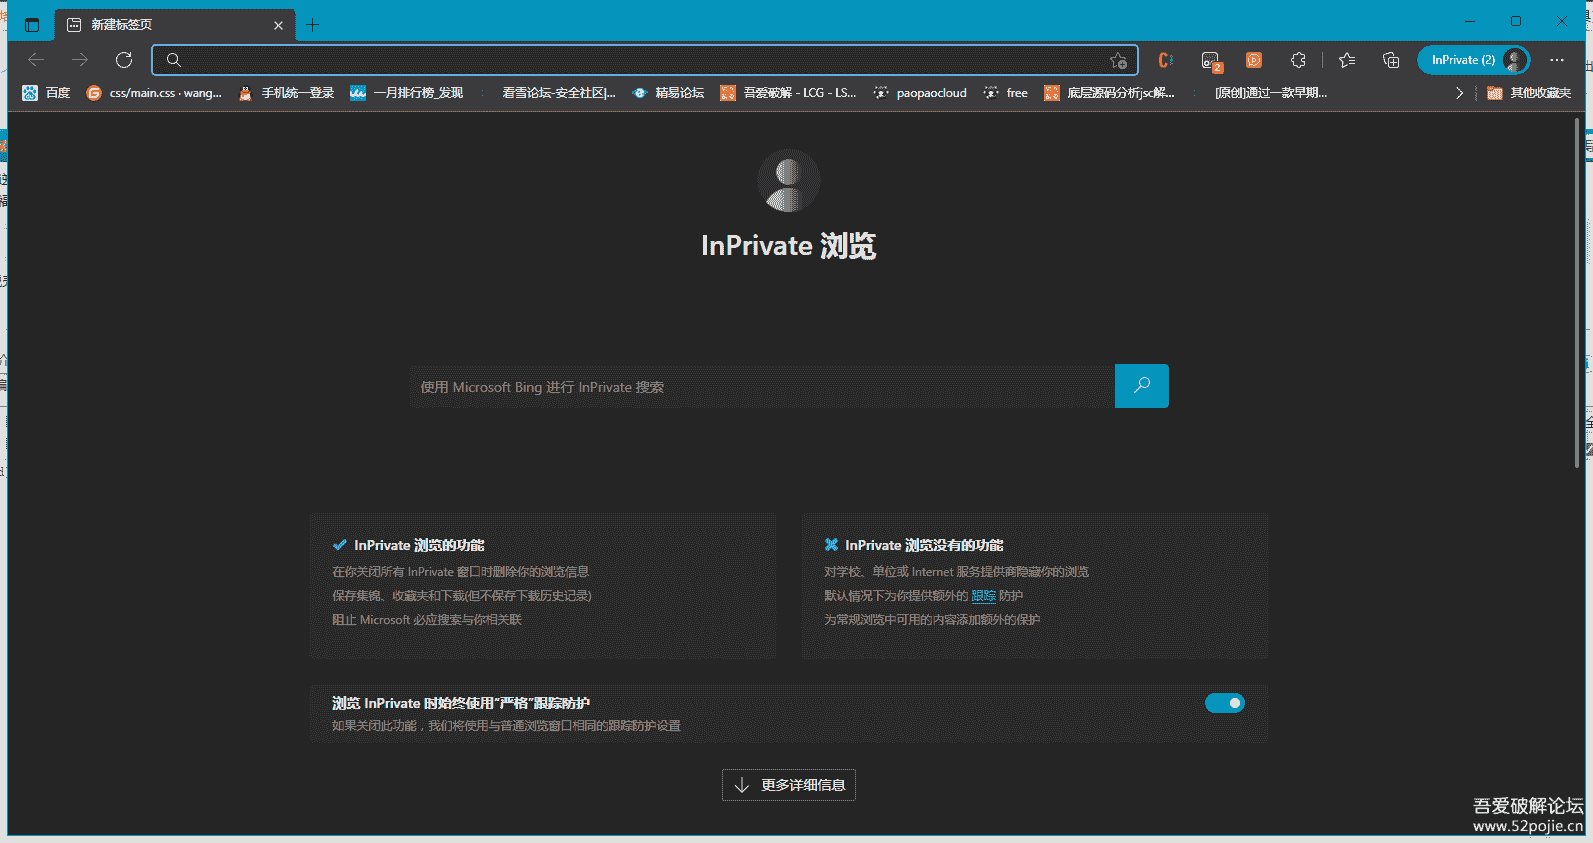 新建标签页
InPrivate (2)
百度
css/main.css · wang...
手机统一登录
一月排行榜_发现
看雪论坛-安全社区|...
精易论坛
吾爱破解 - LCG - LS...
paopaocloud
free
底层源码分析jsc解...
[原创]通过一款早期...
其他收藏夹
InPrivate 浏览
使用 Microsoft Bing 进行 InPrivate 搜索
InPrivate 浏览的功能
在你关闭所有 InPrivate 窗口时删除你的浏览信息
保存集锦、收藏夹和下载(但不保存下载历史记录)
阻止 Microsoft 必应搜索与你相关联
InPrivate 浏览没有的功能
对学校、单位或 Internet 服务提供商隐藏你的浏览
默认情况下为你提供额外的 跟踪 防护
为常规浏览中可用的内容添加额外的保护
浏览 InPrivate 时始终使用“严格”跟踪防护
如果关闭此功能，我们将使用与普通浏览窗口相同的跟踪防护设置
更多详细信息
吾爱破解论坛
www.52pojie.cn